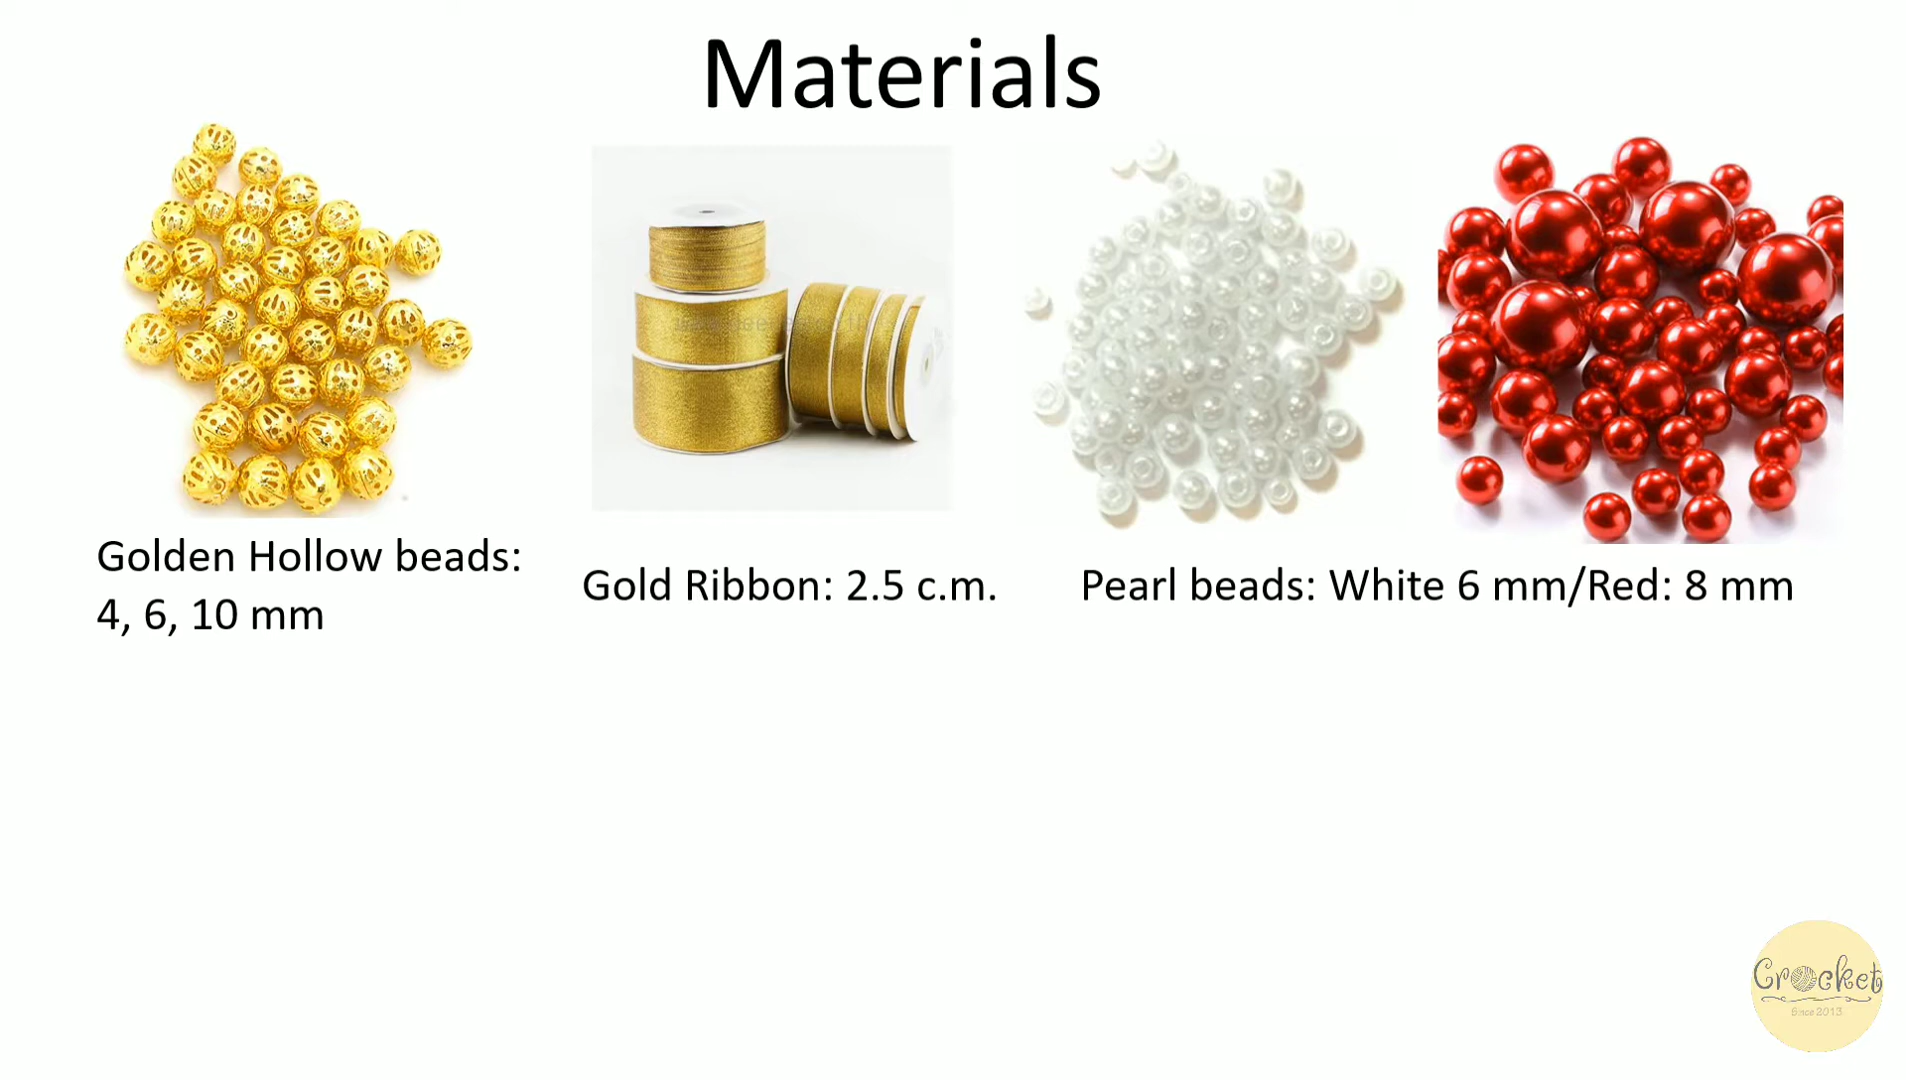 Materials
Golden Hollow beads:
4, 6, 10 mm
Gold Ribbon: 2.5 c.m.
Pearl beads: White 6 mm/Red: 8 mm
Crocket
Since 2013